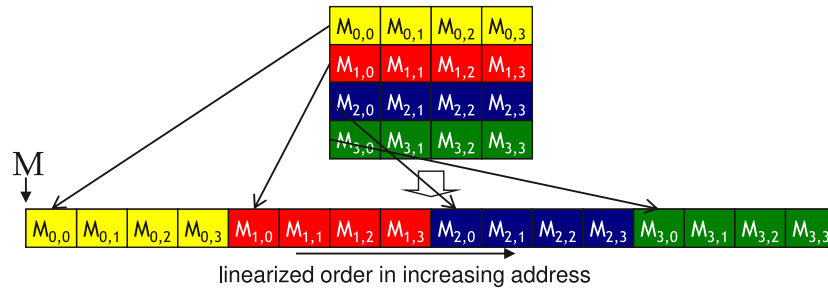 M0,0 M0,1 M0,2 M0,3
M1,0 M1,1 M1,2 M1,3
M2,0 M2,1 M2,2 M2,3
M3,0 M3,1 M3,2 M3,3
M
M0,0 M0,1 M0,2 M0,3 M1,0 M1,1 M1,2 M1,3 M2,0 M2,1 M2,2 M2,3 M3,0 M3,1 M3,2 M3,3
linearized order in increasing address